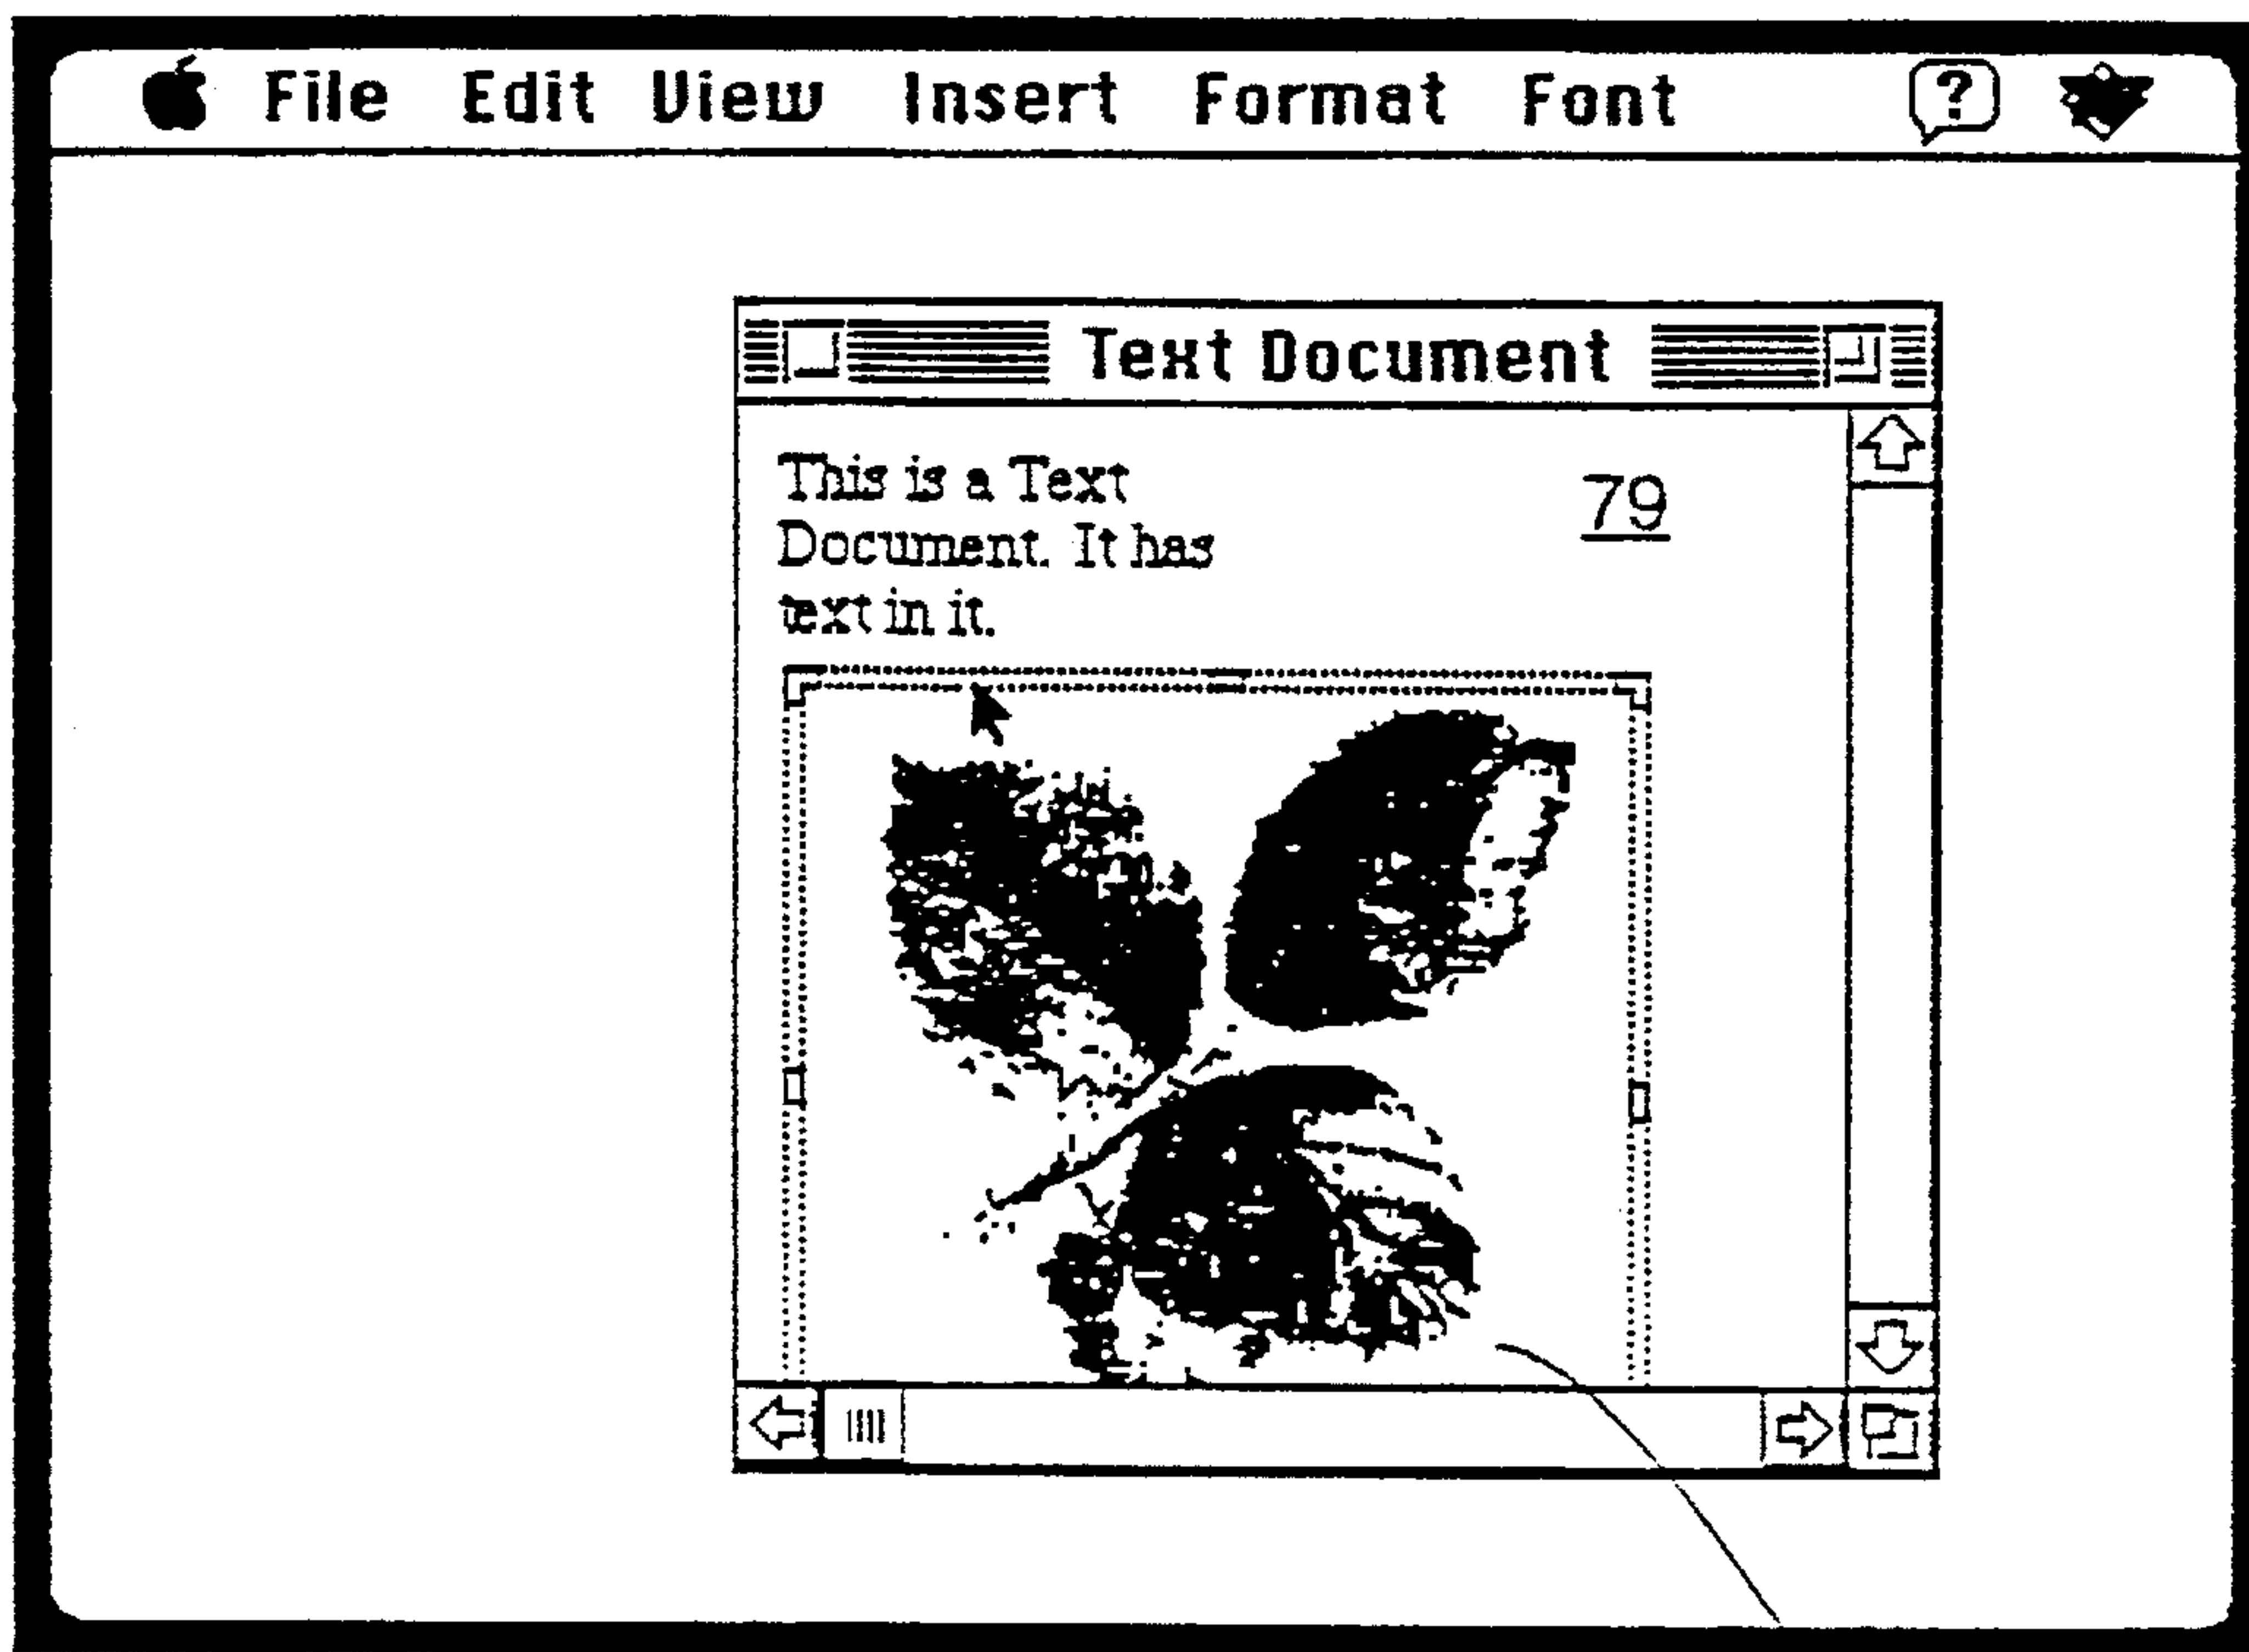 File Edit View Insert Format Font ?
Text Document
This is a Text
Document. It has
text in it.
79